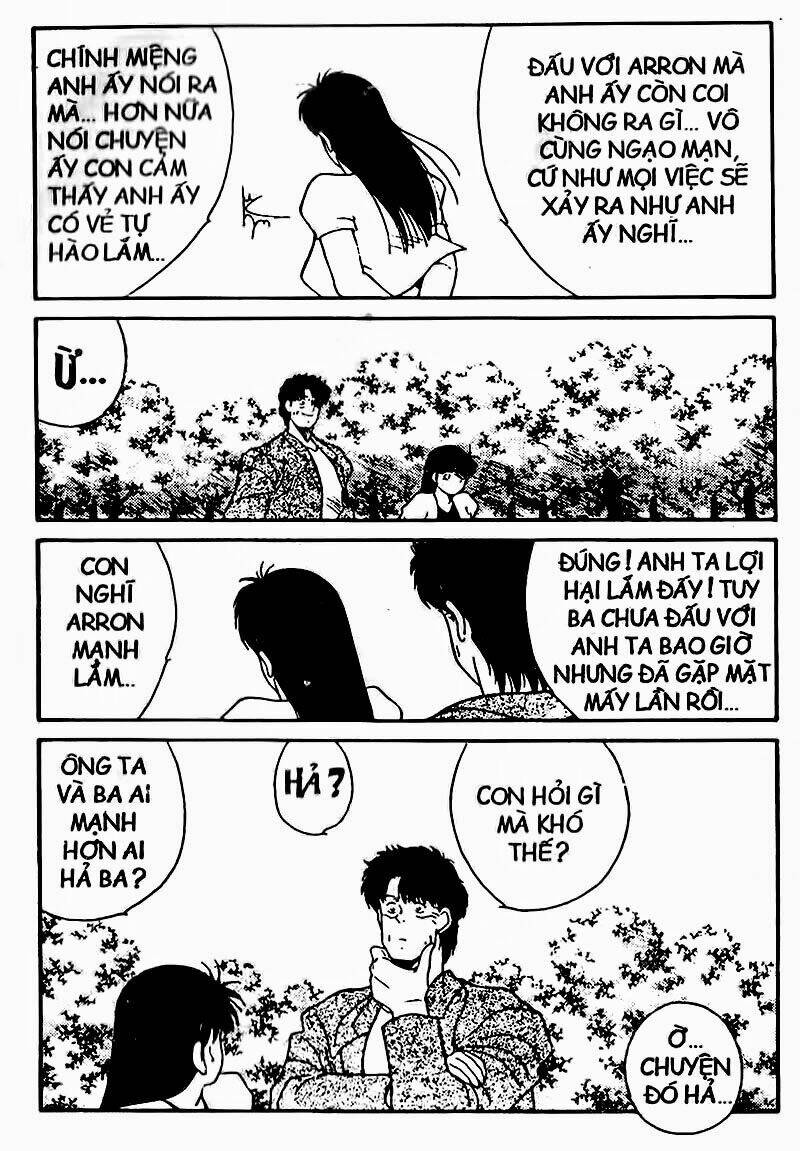 CHÍNH MIỆNG
ANH ẤY NÓI RA
MÀ... HƠN NỮA
NÓI CHUYỆN
ẤY CON CẢM
THẤY ANH ẤY
CÓ VẺ TỰ
HÀO LẮM...
ĐẤU VỚI ARRON MÀ
ANH ẤY CÒN COI
KHÔNG RA GÌ... VÔ
CÙNG NGẠO MẠN,
CỨ NHƯ MỌI VIỆC SẼ
XẢY RA NHƯ ANH
ẤY NGHĨ...
Ừ...
CON
NGHĨ
ARRON
MẠNH
LẮM...
ĐÚNG! ANH TA LỢI
HẠI LẮM ĐẤY! TUY
BA CHƯA ĐẤU VỚI
ANH TA BAO GIỜ
NHƯNG ĐÃ GẶP MẶT
MẤY LẦN RỒI...
ÔNG TA
VÀ BA AI
MẠNH
HƠN AI
HẢ BA?
HẢ?
CON HỎI GÌ
MÀ KHÓ
THẾ?
Ờ...
CHUYỆN
ĐÓ HẢ...